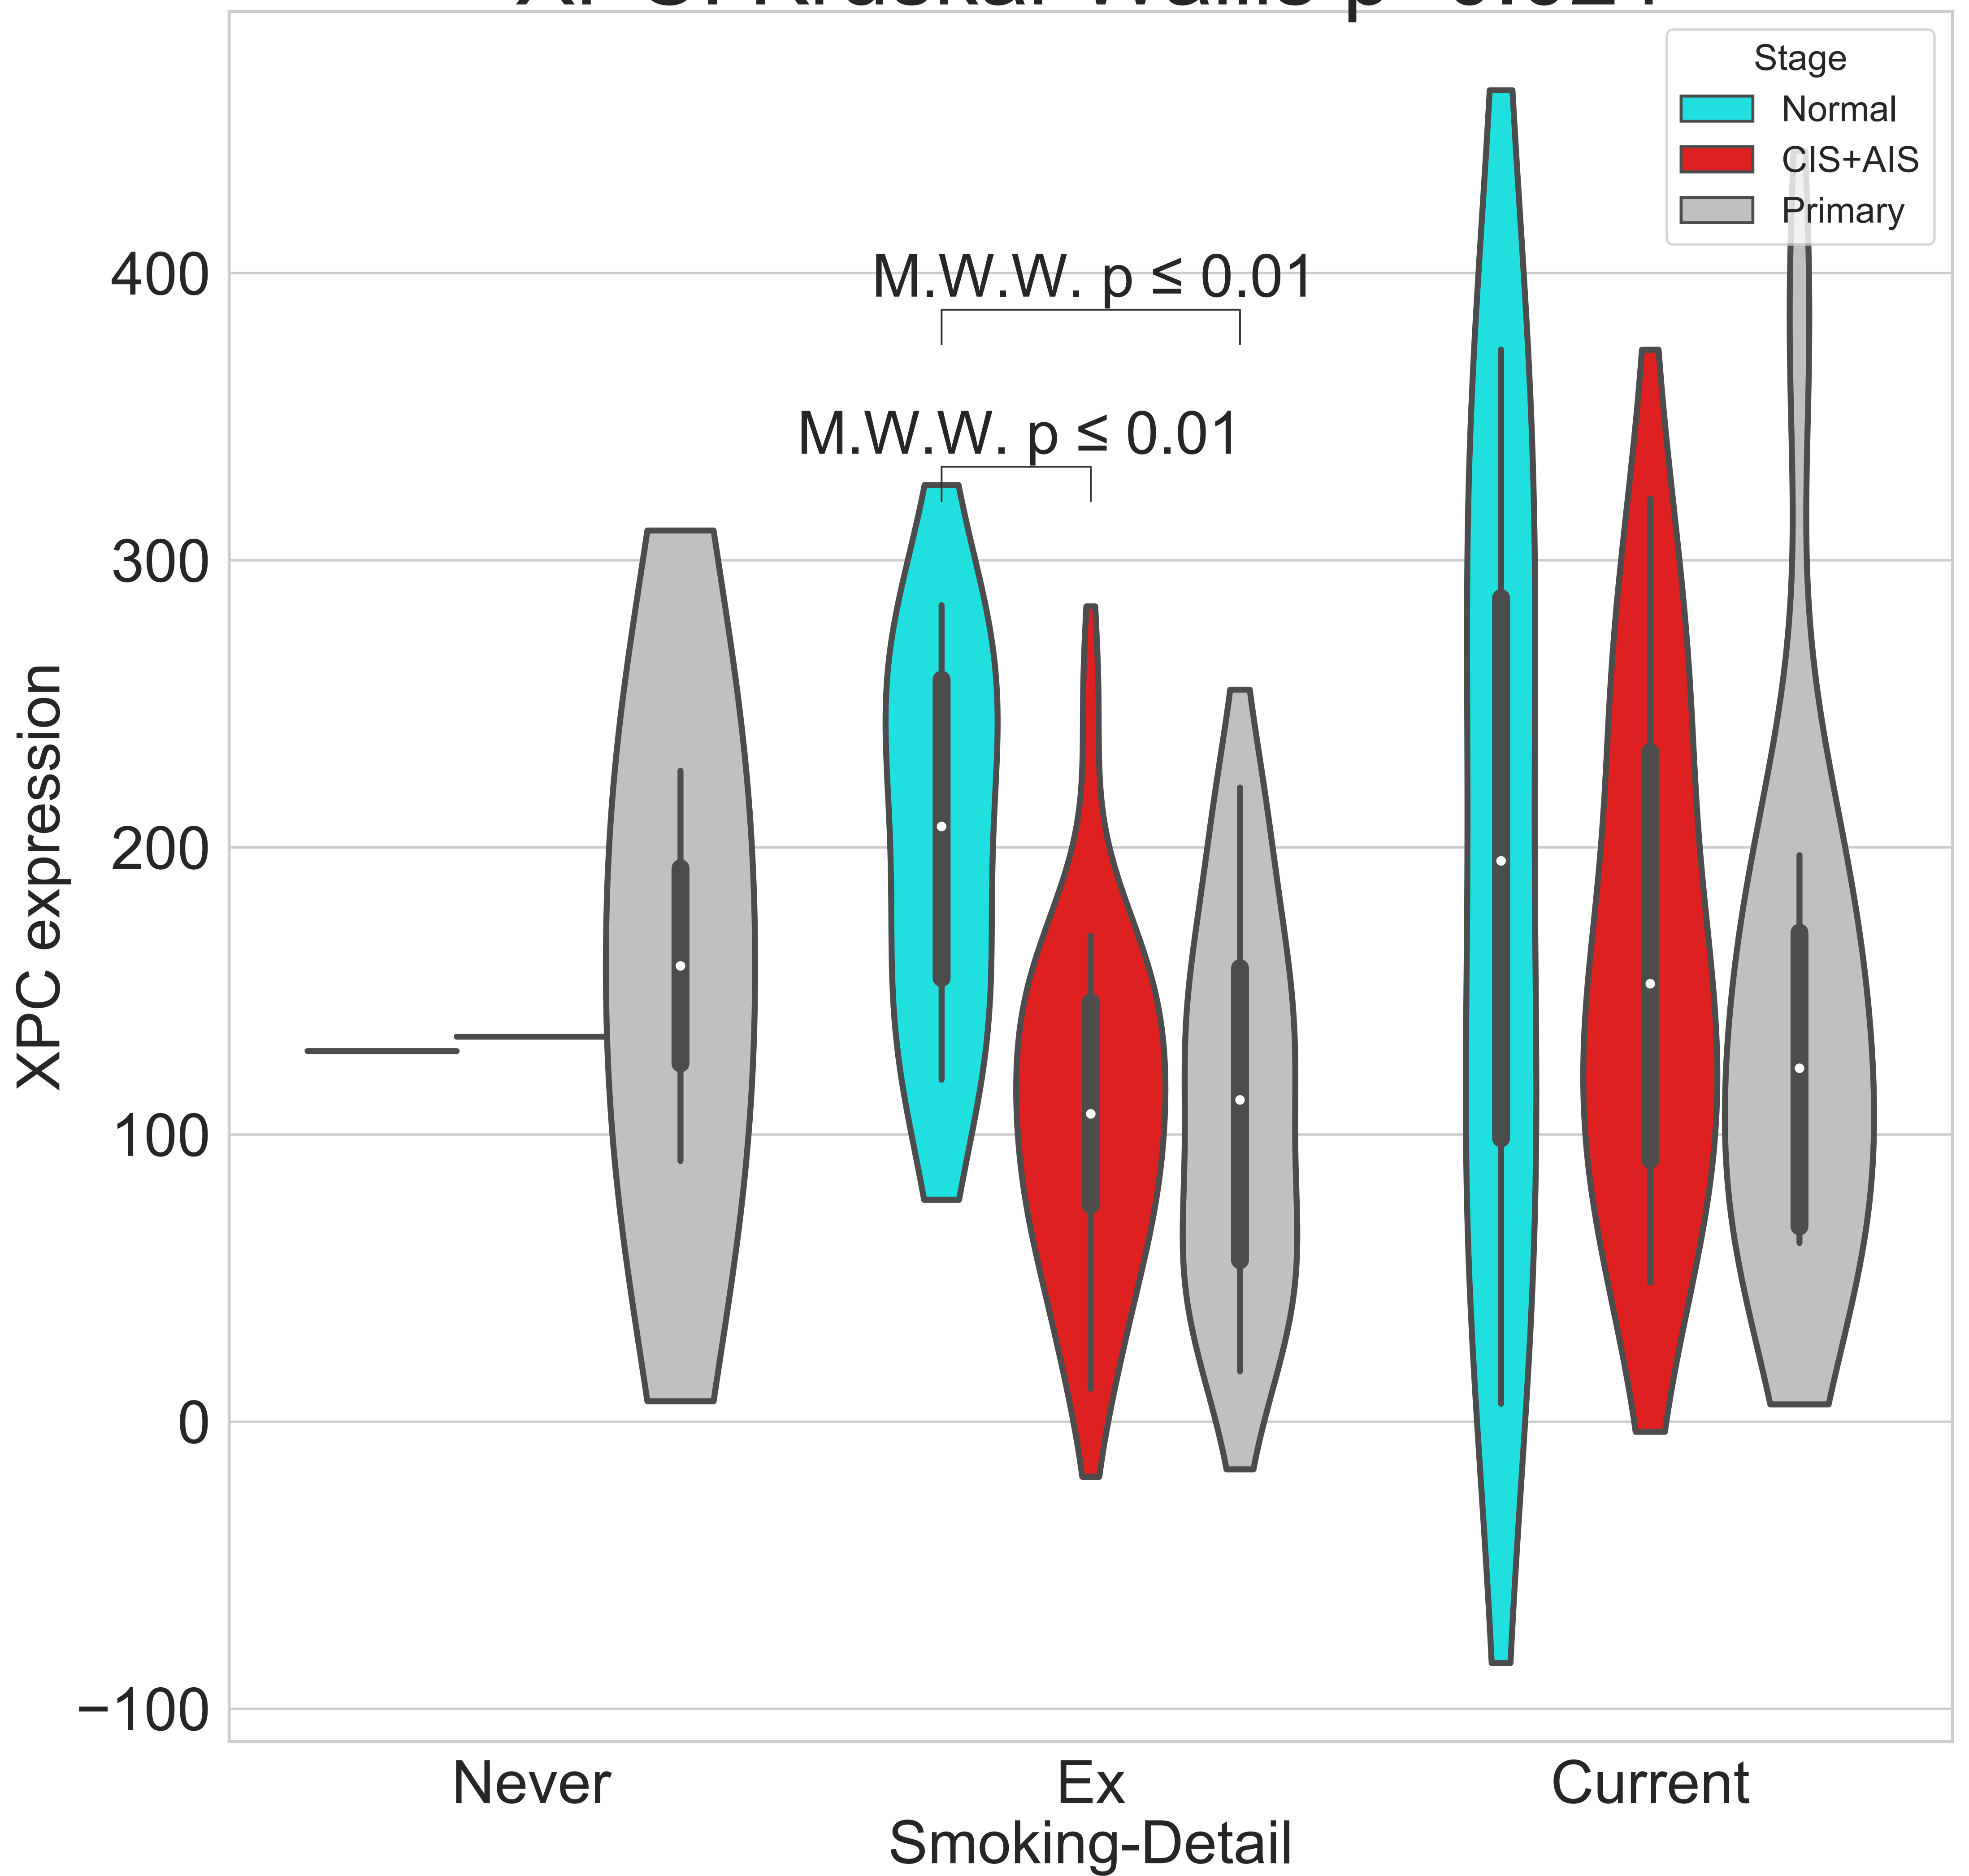 Stage
Normal
CIS+AIS
Primary
M.W.W. p ≤ 0.01
M.W.W. p ≤ 0.01
400
300
200
100
0
−100
XPC expression
Never
Ex
Current
Smoking-Detail